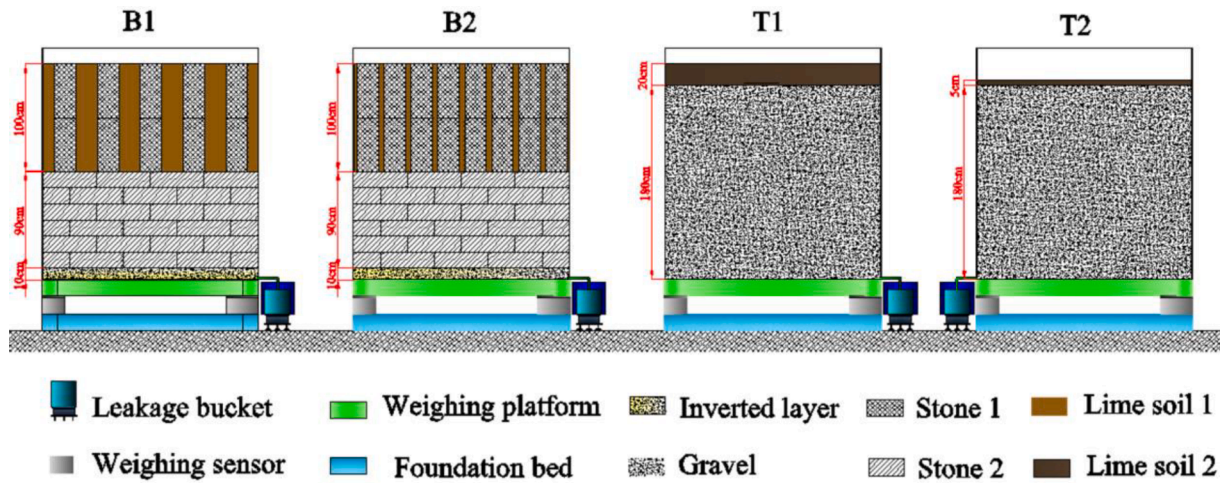 B1 B2 T1 T2
100cm 90cm 10cm
100cm 90cm 10cm
20cm 180cm
5cm 180cm
Leakage bucket Weighing platform Inverted layer Stone 1 Lime soil 1
Weighing sensor Foundation bed Gravel Stone 2 Lime soil 2